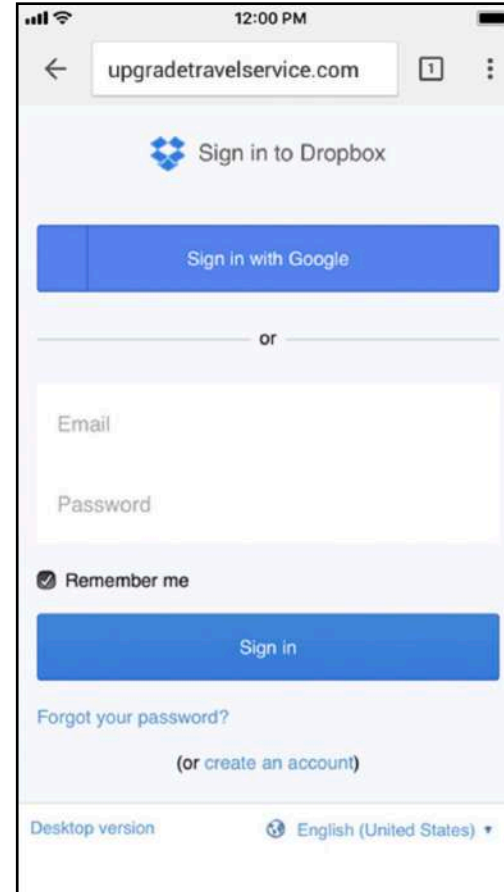 12:00 PM
upgradetravelservice.com
1
Sign in to Dropbox
Sign in with Google
or
Email
Password
Remember me
Sign in
Forgot your password?
(or create an account)
Desktop version English (United States)